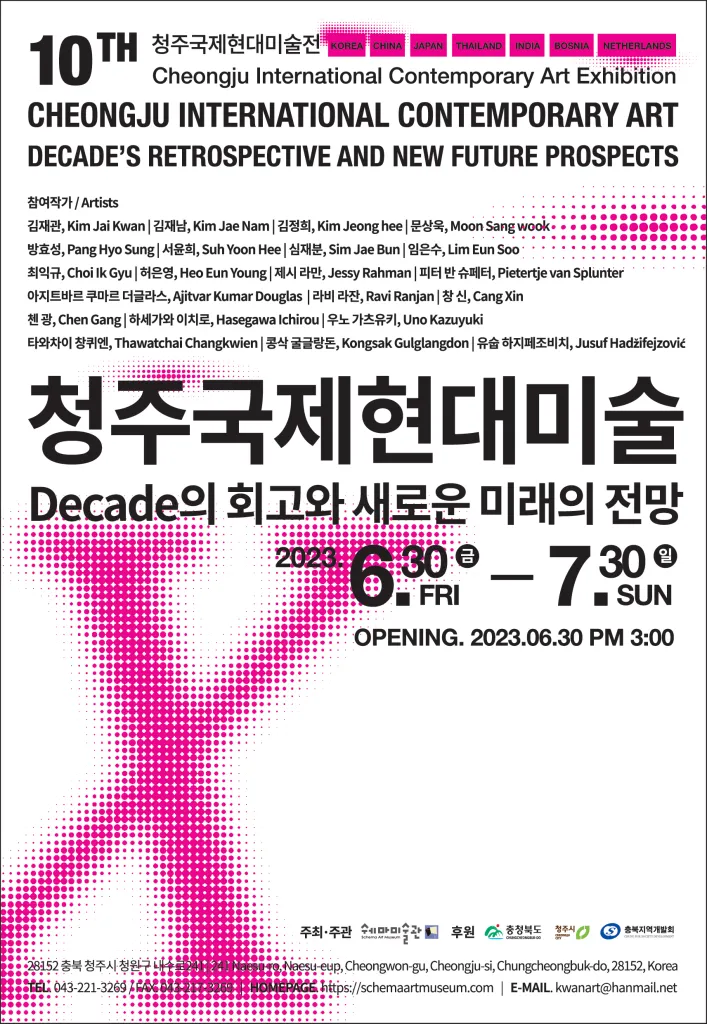 10TH 청주국제현대미술전 KOREA CHINA JAPAN THAILAND INDIA BOSNIA NETHERLANDS
Cheongju International Contemporary Art Exhibition
CHEONGJU INTERNATIONAL CONTEMPORARY ART
DECADE'S RETROSPECTIVE AND NEW FUTURE PROSPECTS
참여작가 / Artists
김재관, Kim Jai Kwan | 김재남, Kim Jae Nam | 김정희, Kim Jeong hee | 문상욱, Moon Sang wook
방효성, Pang Hyo Sung | 서윤희, Suh Yoon Hee | 심재분, Sim Jae Bun | 임은수, Lim Eun Soo
최익규, Choi Ik Gyu | 허은영, Heo Eun Young | 제시 라만, Jessy Rahman | 피터 반 슈페터, Pietertje van Splunter
아지트바르 쿠마르 더글라스, Ajitvar Kumar Douglas | 라비 라잔, Ravi Ranjan | 창 신, Cang Xin
첸 광, Chen Gang | 하세가와 이치로, Hasegawa Ichirou | 우노 가츠유키, Uno Kazuyuki
타와차이 창퀴엔, Thawatchai Changkwien | 콩삭 굴글랑돈, Kongsak Gulglangdon | 유숩 하지페조비치, Jusuf Hadžifejzović
청주국제현대미술
Decade의 회고와 새로운 미래의 전망
2023. 6.30 금 FRI — 7.30 일 SUN
OPENING. 2023.06.30 PM 3:00
주최·주관 쉐마미술관 Schema Art Museum 후원 충청북도 CHUNGCHEONGBUK-DO 청주시 충북지역개발회
28152 충북 청주시 청원구 내수로241 | 241 Naesu-ro, Naesu-eup, Cheongwon-gu, Cheongju-si, Chungcheongbuk-do, 28152, Korea
TEL. 043-221-3269 / FAX. 043-217-3269 | HOMEPAGE. https://schemaartmuseum.com | E-MAIL. kwanart@hanmail.net